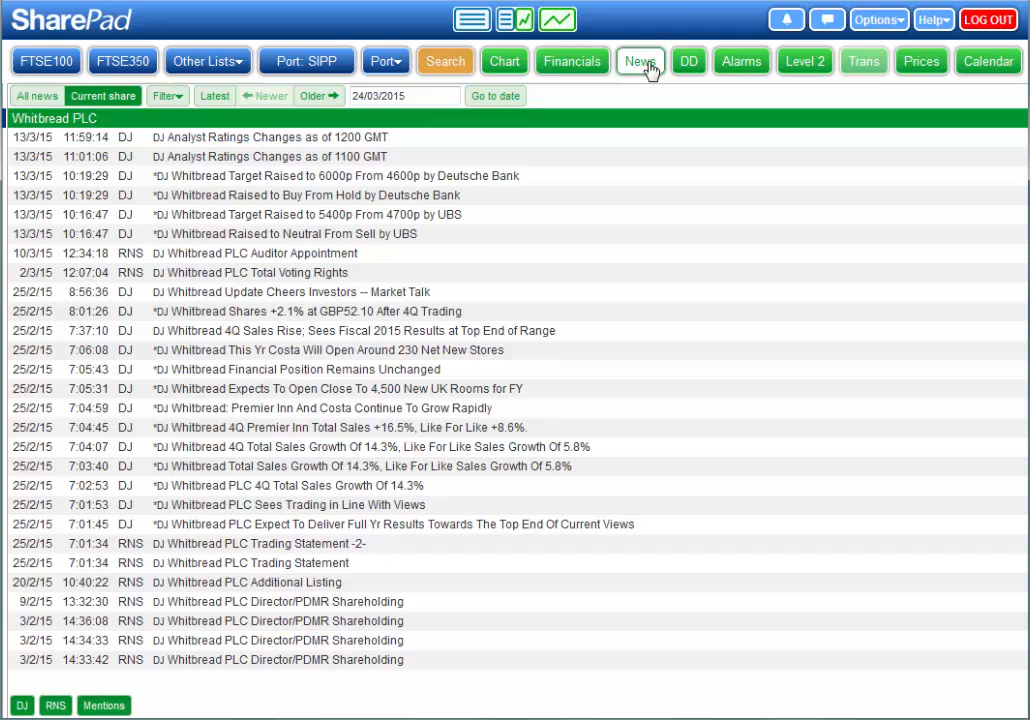 SharePad Options▾ Help▾ LOG OUT
FTSE100 FTSE350 Other Lists▾ Port: SIPP Port▾ Search Chart Financials News DD Alarms Level 2 Trans Prices Calendar
All news Current share Filter▾ Latest ⬅ Newer Older ➡ 24/03/2015 Go to date
Whitbread PLC
13/3/15 11:59:14 DJ DJ Analyst Ratings Changes as of 1200 GMT
13/3/15 11:01:06 DJ DJ Analyst Ratings Changes as of 1100 GMT
13/3/15 10:19:29 DJ *DJ Whitbread Target Raised to 6000p From 4600p by Deutsche Bank
13/3/15 10:19:29 DJ *DJ Whitbread Raised to Buy From Hold by Deutsche Bank
13/3/15 10:16:47 DJ *DJ Whitbread Target Raised to 5400p From 4700p by UBS
13/3/15 10:16:47 DJ *DJ Whitbread Raised to Neutral From Sell by UBS
10/3/15 12:34:18 RNS DJ Whitbread PLC Auditor Appointment
2/3/15 12:07:04 RNS DJ Whitbread PLC Total Voting Rights
25/2/15 8:56:36 DJ DJ Whitbread Update Cheers Investors -- Market Talk
25/2/15 8:01:26 DJ *DJ Whitbread Shares +2.1% at GBP52.10 After 4Q Trading
25/2/15 7:37:10 DJ DJ Whitbread 4Q Sales Rise; Sees Fiscal 2015 Results at Top End of Range
25/2/15 7:06:08 DJ *DJ Whitbread This Yr Costa Will Open Around 230 Net New Stores
25/2/15 7:05:43 DJ *DJ Whitbread Financial Position Remains Unchanged
25/2/15 7:05:31 DJ *DJ Whitbread Expects To Open Close To 4,500 New UK Rooms for FY
25/2/15 7:04:59 DJ *DJ Whitbread: Premier Inn And Costa Continue To Grow Rapidly
25/2/15 7:04:45 DJ *DJ Whitbread 4Q Premier Inn Total Sales +16.5%, Like For Like +8.6%.
25/2/15 7:04:07 DJ *DJ Whitbread 4Q Total Sales Growth Of 14.3%, Like For Like Sales Growth Of 5.8%
25/2/15 7:03:40 DJ *DJ Whitbread Total Sales Growth Of 14.3%, Like For Like Sales Growth Of 5.8%
25/2/15 7:02:53 DJ *DJ Whitbread PLC 4Q Total Sales Growth Of 14.3%
25/2/15 7:01:53 DJ *DJ Whitbread PLC Sees Trading in Line With Views
25/2/15 7:01:45 DJ *DJ Whitbread PLC Expect To Deliver Full Yr Results Towards The Top End Of Current Views
25/2/15 7:01:34 RNS DJ Whitbread PLC Trading Statement -2-
25/2/15 7:01:34 RNS DJ Whitbread PLC Trading Statement
20/2/15 10:40:22 RNS DJ Whitbread PLC Additional Listing
9/2/15 13:32:30 RNS DJ Whitbread PLC Director/PDMR Shareholding
3/2/15 14:36:08 RNS DJ Whitbread PLC Director/PDMR Shareholding
3/2/15 14:34:33 RNS DJ Whitbread PLC Director/PDMR Shareholding
3/2/15 14:33:42 RNS DJ Whitbread PLC Director/PDMR Shareholding
DJ RNS Mentions